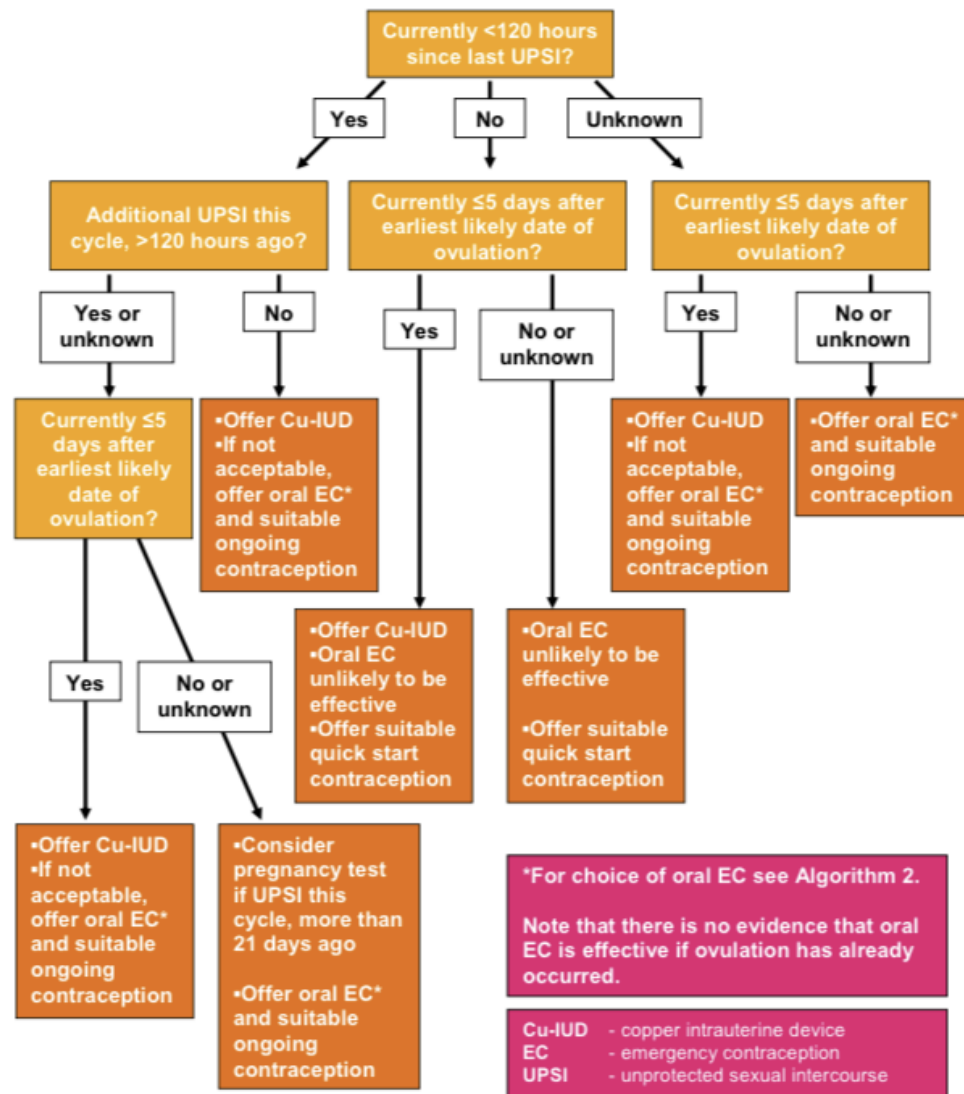 Currently <120 hours
since last UPSI?
Yes
No
Unknown
Additional UPSI this
cycle, >120 hours ago?
Currently ≤5 days after
earliest likely date of
ovulation?
Currently ≤5 days after
earliest likely date of
ovulation?
Yes or
unknown
No
Yes
No or
unknown
Yes
No or
unknown
Currently ≤5
days after
earliest likely
date of
ovulation?
▪Offer Cu-IUD
▪If not
acceptable,
offer oral EC*
and suitable
ongoing
contraception
▪Offer Cu-IUD
▪If not
acceptable,
offer oral EC*
and suitable
ongoing
contraception
▪Offer oral EC*
and suitable
ongoing
contraception
▪Offer Cu-IUD
▪Oral EC
unlikely to be
effective
▪Offer suitable
quick start
contraception
▪Oral EC
unlikely to be
effective
▪Offer suitable
quick start
contraception
Yes
No or
unknown
▪Offer Cu-IUD
▪If not
acceptable,
offer oral EC*
and suitable
ongoing
contraception
▪Consider
pregnancy test
if UPSI this
cycle, more than
21 days ago
▪Offer oral EC*
and suitable
ongoing
contraception
*For choice of oral EC see Algorithm 2.
Note that there is no evidence that oral
EC is effective if ovulation has already
occurred.
Cu-IUD - copper intrauterine device
EC - emergency contraception
UPSI - unprotected sexual intercourse